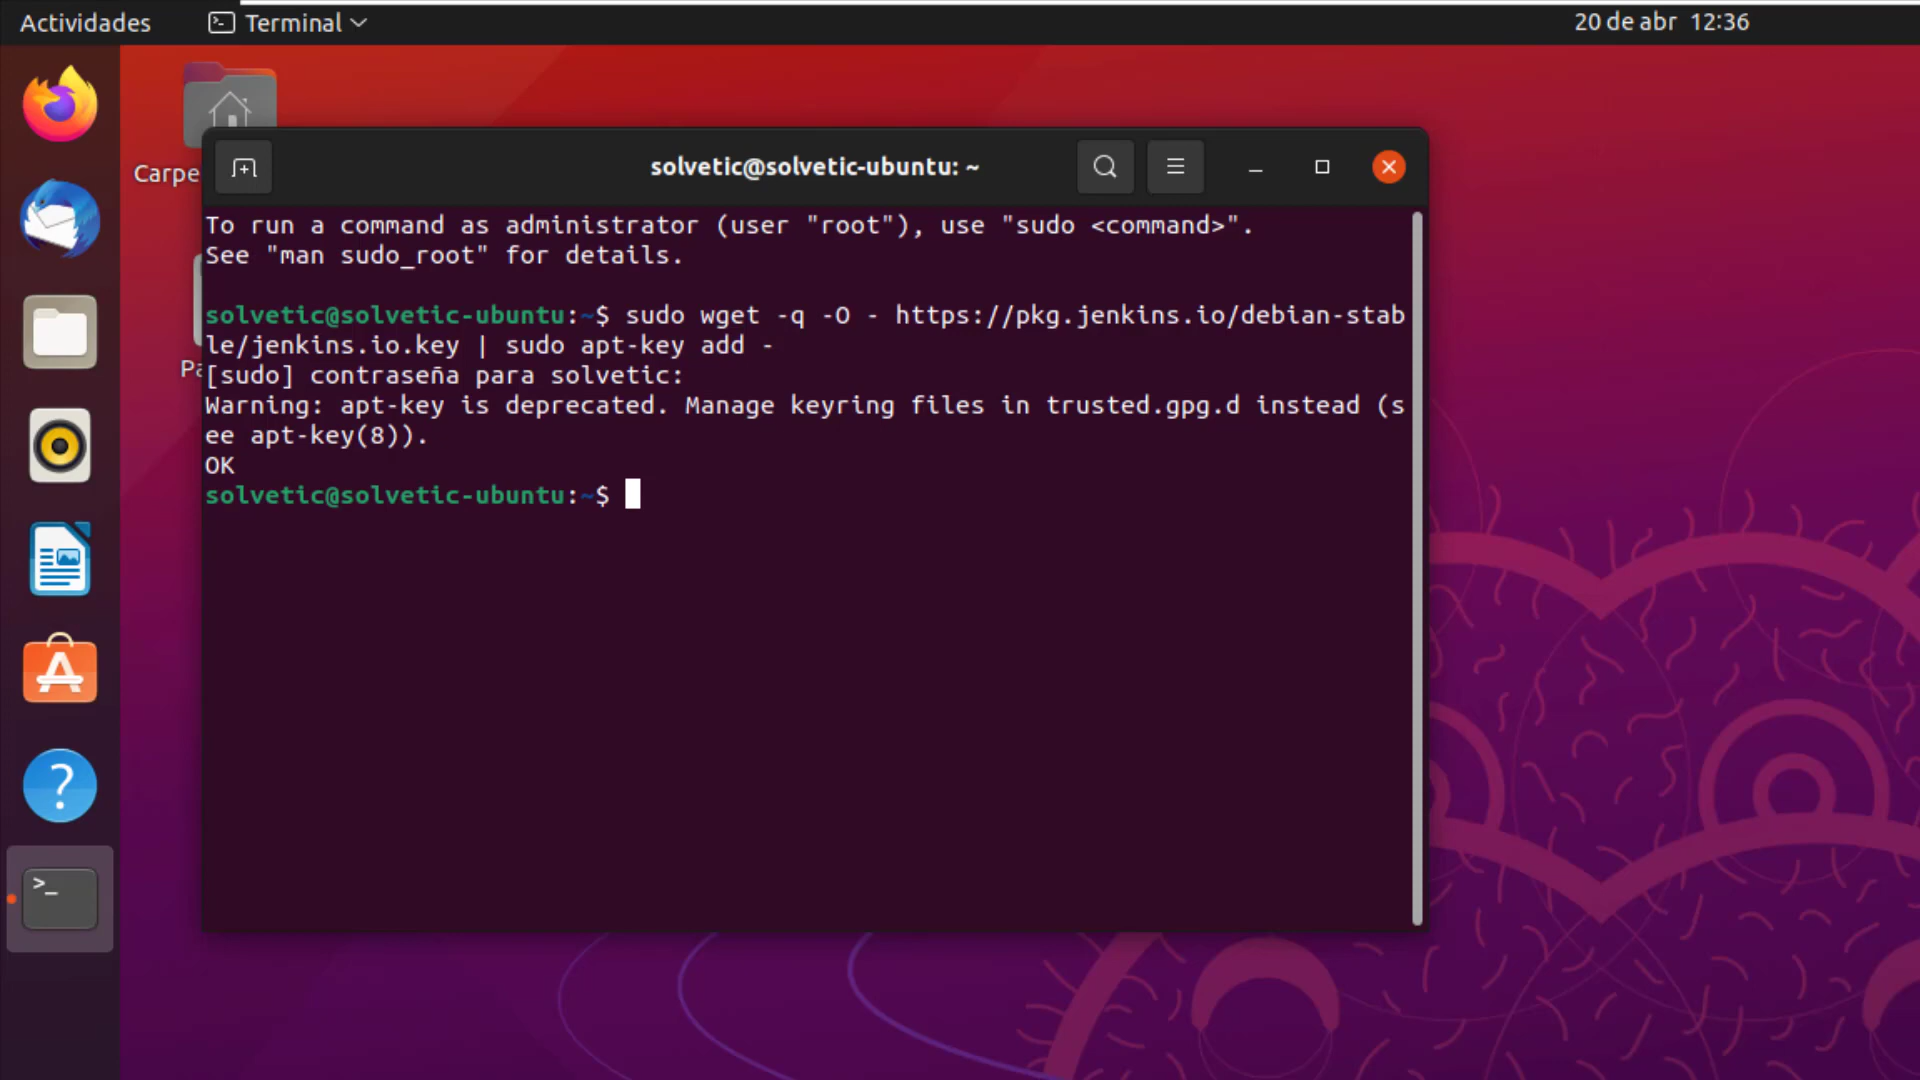 Actividades
Terminal
20 de abr 12:36
Carpe
Pa
solvetic@solvetic-ubuntu: ~
To run a command as administrator (user "root"), use "sudo <command>".
See "man sudo_root" for details.
solvetic@solvetic-ubuntu:~$ sudo wget -q -O - https://pkg.jenkins.io/debian-stab
le/jenkins.io.key | sudo apt-key add -
[sudo] contraseña para solvetic:
Warning: apt-key is deprecated. Manage keyring files in trusted.gpg.d instead (s
ee apt-key(8)).
OK
solvetic@solvetic-ubuntu:~$